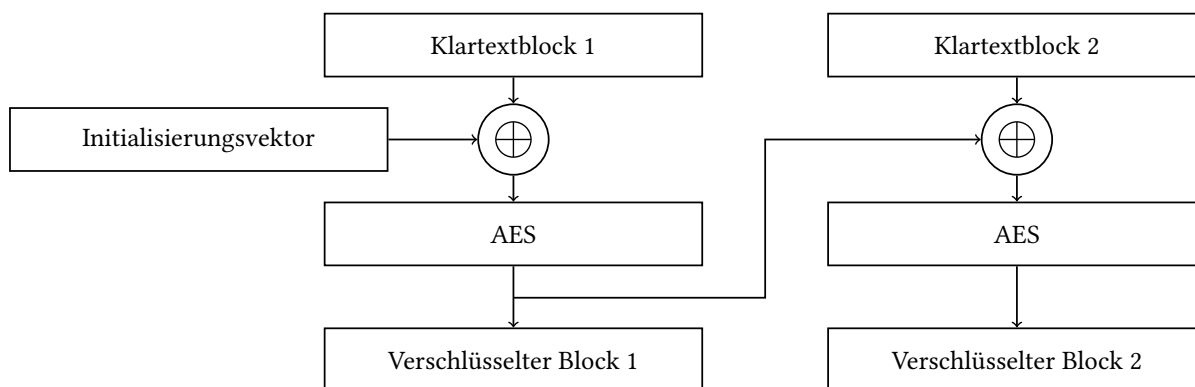 Klartextblock 1
Klartextblock 2
Initialisierungsvektor
AES
AES
Verschlüsselter Block 1
Verschlüsselter Block 2